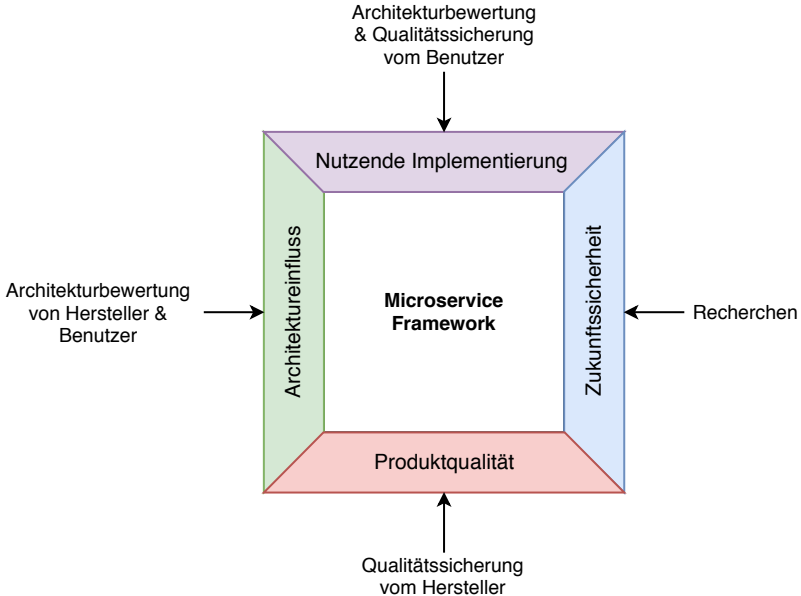 Architekturbewertung
& Qualitätssicherung
vom Benutzer
Nutzende Implementierung
Architektureinfluss
Architekturbewertung
von Hersteller &
Benutzer
Microservice
Framework
Zukunftssicherheit
Recherchen
Produktqualität
Qualitätssicherung
vom Hersteller